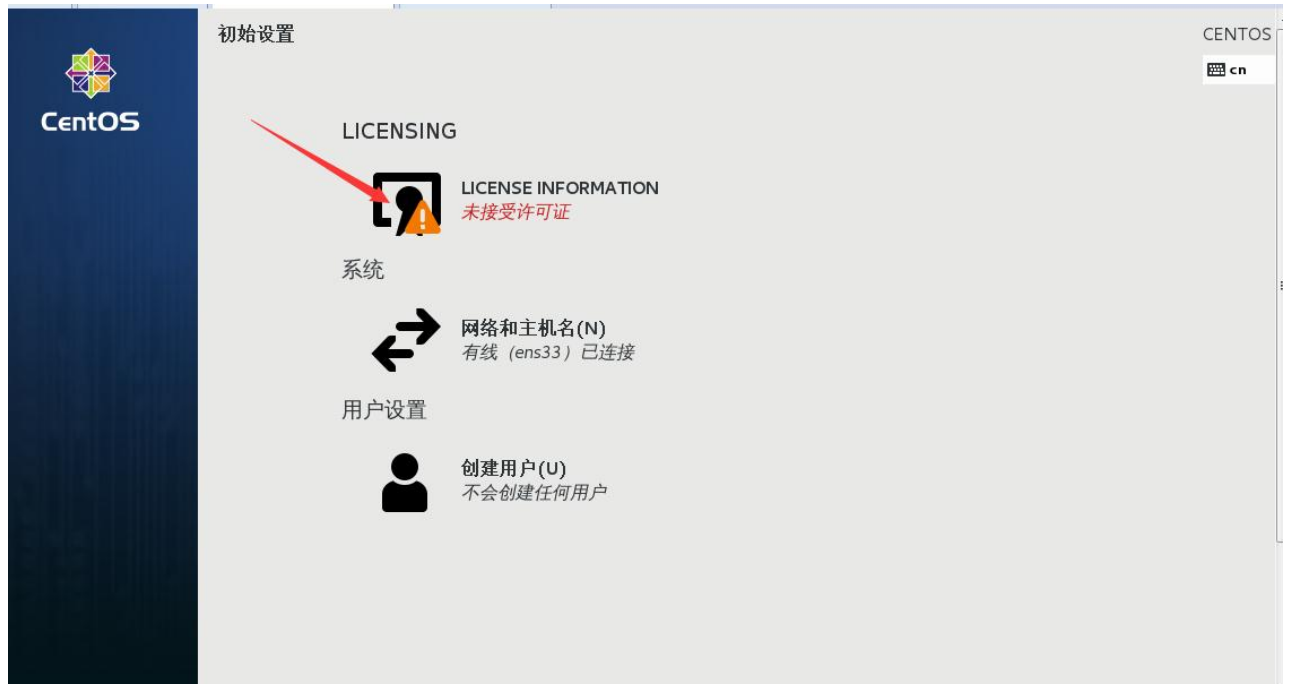 初始设置
CENTOS
cn
CentOS
LICENSING
LICENSE INFORMATION
未接受许可证
系统
网络和主机名(N)
有线（ens33）已连接
用户设置
创建用户(U)
不会创建任何用户